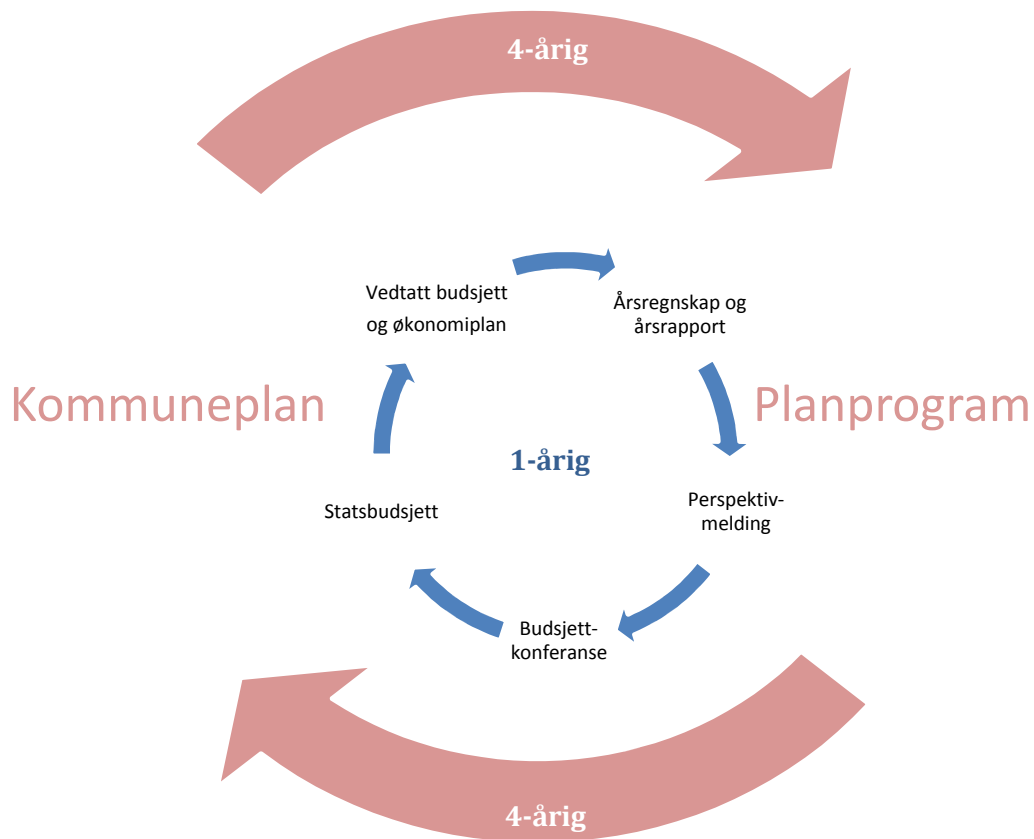 4-årig
Vedtatt budsjett
og økonomiplan
Årsregnskap og
årsrapport
Kommuneplan
Planprogram
1-årig
Statsbudsjett
Perspektiv-
melding
Budsjett-
konferanse
4-årig